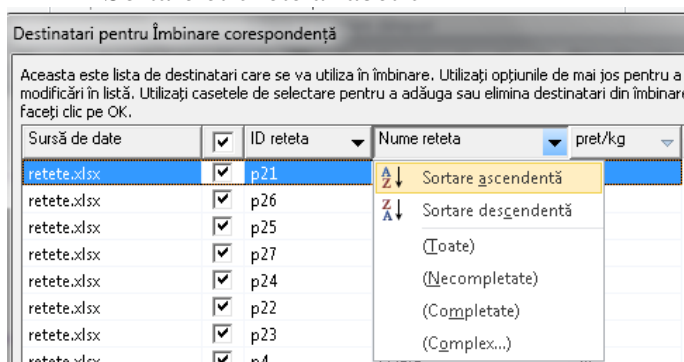 Destinatari pentru Îmbinare corespondență
Aceasta este lista de destinatari care se va utiliza în îmbinare. Utilizați opțiunile de mai jos pentru a
modificări în listă. Utilizați casetele de selectare pentru a adăuga sau elimina destinatari din îmbinare
faceți clic pe OK.
Sursă de date ID reteta Nume reteta pret/kg
retete.xlsx p21
Sortare ascendentă
retete.xlsx p26
Sortare descendentă
retete.xlsx p25
(Toate)
retete.xlsx p27
(Necompletate)
retete.xlsx p24
retete.xlsx p22
(Completate)
retete.xlsx p23
(Complex...)
retete.xlsx p4